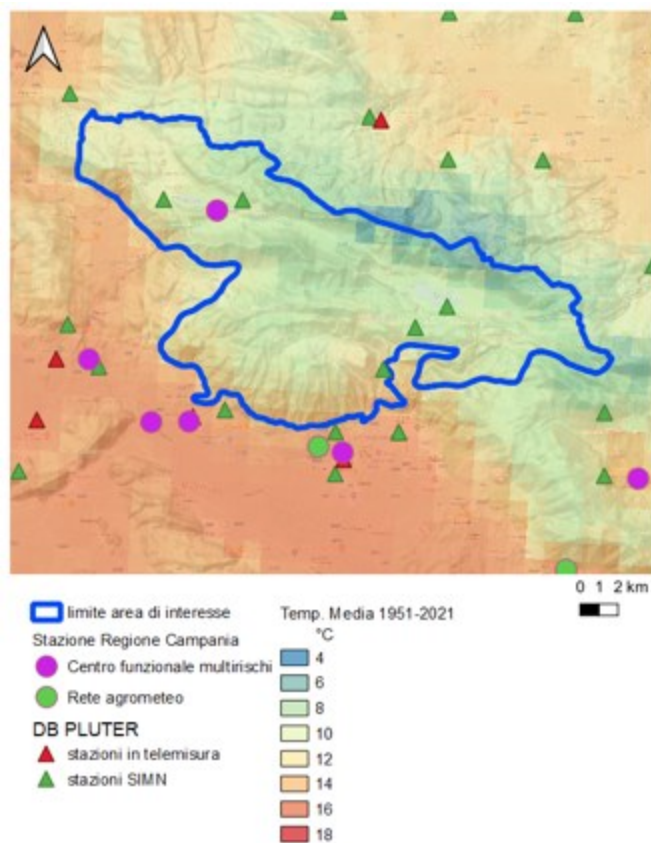 0 1 2 km
limite area di interesse
Stazione Regione Campania
Centro funzionale multirischi
Rete agrometeo
DB PLUTER
stazioni in telemisura
stazioni SIMN
Temp. Media 1951-2021
°C
4
6
8
10
12
14
16
18